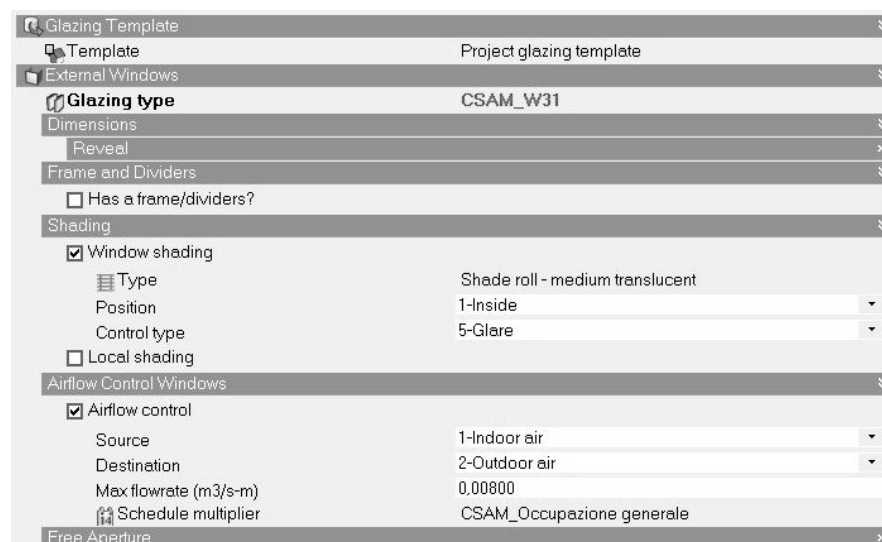 Glazing Template
Template Project glazing template
External Windows
Glazing type CSAM_W31
Dimensions
Reveal
Frame and Dividers
Has a frame/dividers?
Shading
Window shading
Type Shade roll - medium translucent
Position 1-Inside
Control type 5-Glare
Local shading
Airflow Control Windows
Airflow control
Source 1-Indoor air
Destination 2-Outdoor air
Max flowrate (m3/s-m) 0,00800
14 Schedule multiplier CSAM_Occupazione generale
Free Aperture